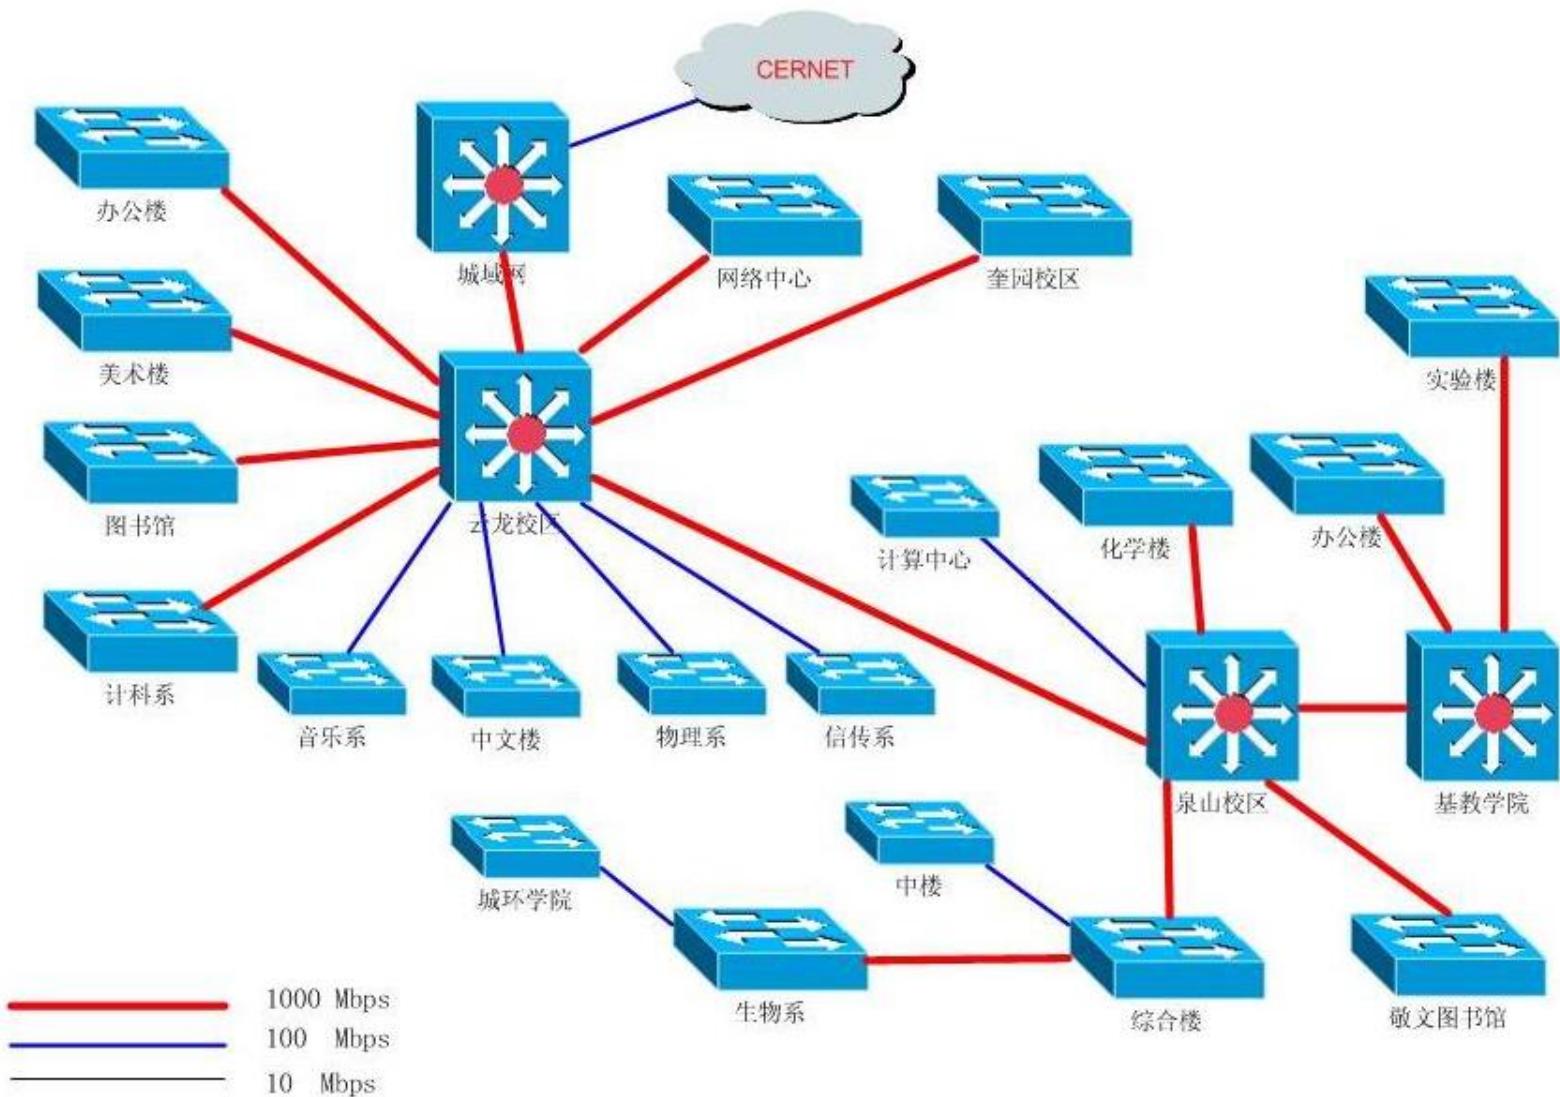 CERNET
办公楼
城域网
网络中心
奎园校区
美术楼
实验楼
图书馆
云龙校区
计算中心
化学楼
办公楼
计科系
音乐系
中文楼
物理系
信传系
泉山校区
基教学院
城环学院
中楼
生物系
综合楼
敬文图书馆
1000 Mbps
100 Mbps
10 Mbps